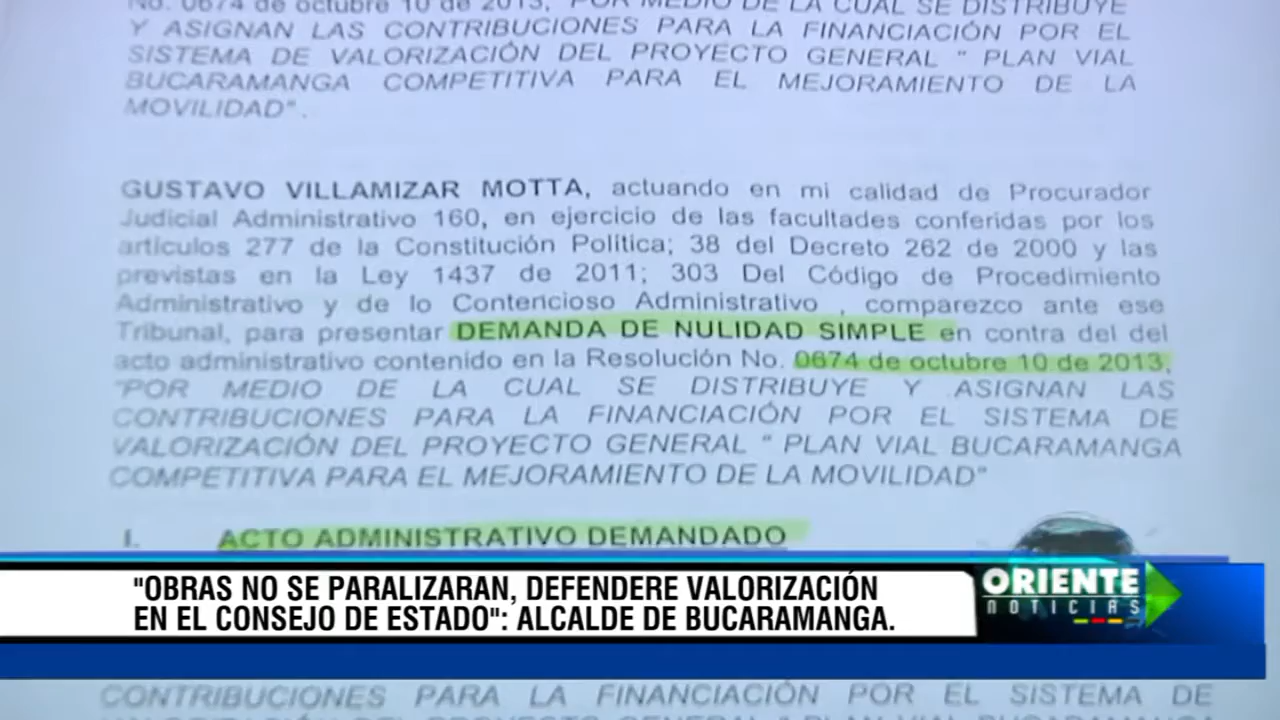 No. 0674 de octubre 10 de 2013, "POR MEDIO DE LA CUAL SE DISTRIBUYE
Y ASIGNAN LAS CONTRIBUCIONES PARA LA FINANCIACIÓN POR EL
SISTEMA DE VALORIZACIÓN DEL PROYECTO GENERAL " PLAN VIAL
BUCARAMANGA COMPETITIVA PARA EL MEJORAMIENTO DE LA
MOVILIDAD".
GUSTAVO VILLAMIZAR MOTTA, actuando en mi calidad de Procurador
Judicial Administrativo 160, en ejercicio de las facultades conferidas por los
artículos 277 de la Constitución Política; 38 del Decreto 262 de 2000 y las
previstas en la Ley 1437 de 2011; 303 Del Código de Procedimiento
Administrativo y de lo Contencioso Administrativo , comparezco ante ese
Tribunal, para presentar DEMANDA DE NULIDAD SIMPLE en contra del del
acto administrativo contenido en la Resolución No. 0674 de octubre 10 de 2013,
"POR MEDIO DE LA CUAL SE DISTRIBUYE Y ASIGNAN LAS
CONTRIBUCIONES PARA LA FINANCIACIÓN POR EL SISTEMA DE
VALORIZACIÓN DEL PROYECTO GENERAL " PLAN VIAL BUCARAMANGA
COMPETITIVA PARA EL MEJORAMIENTO DE LA MOVILIDAD"
I. ACTO ADMINISTRATIVO DEMANDADO
"OBRAS NO SE PARALIZARAN, DEFENDERE VALORIZACIÓN
EN EL CONSEJO DE ESTADO": ALCALDE DE BUCARAMANGA.
ORIENTE
NOTICIAS
CONTRIBUCIONES PARA LA FINANCIACIÓN POR EL SISTEMA DE